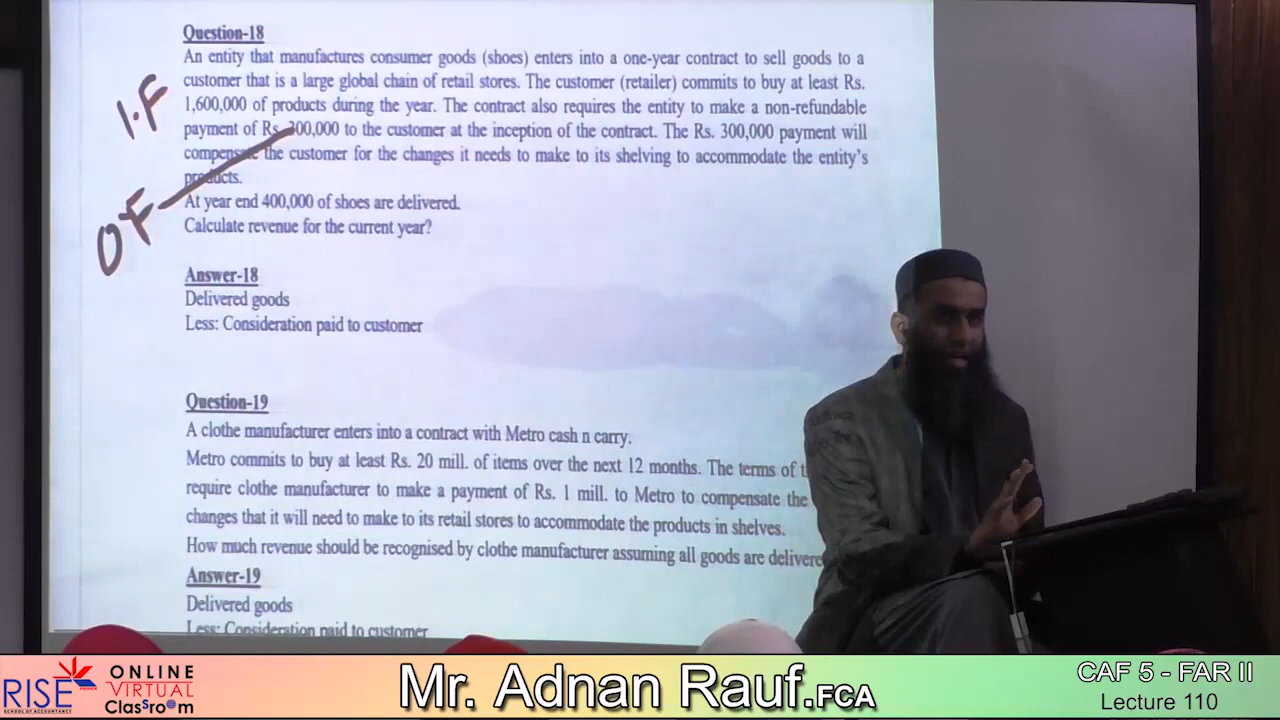 Question-18
An entity that manufactures consumer goods (shoes) enters into a one-year contract to sell goods to a
customer that is a large global chain of retail stores. The customer (retailer) commits to buy at least Rs.
1,600,000 of products during the year. The contract also requires the entity to make a non-refundable
payment of Rs. 300,000 to the customer at the inception of the contract. The Rs. 300,000 payment will
compensate the customer for the changes it needs to make to its shelving to accommodate the entity's
products.
At year end 400,000 of shoes are delivered.
Calculate revenue for the current year?
I.F
OF
Answer-18
Delivered goods
Less: Consideration paid to customer
Question-19
A clothe manufacturer enters into a contract with Metro cash n carry.
Metro commits to buy at least Rs. 20 mill. of items over the next 12 months. The terms of
require clothe manufacturer to make a payment of Rs. 1 mill. to Metro to compensate the
changes that it will need to make to its retail stores to accommodate the products in shelves.
How much revenue should be recognised by clothe manufacturer assuming all goods are
Answer-19
Delivered goods
Less: Consideration paid to customer
RISE
PREMIER
SCHOOL OF ACCOUNTANCY
ONLINE
VIRTUAL
Classroom
Mr. Adnan Rauf.FCA
CAF 5 - FAR II
Lecture 110